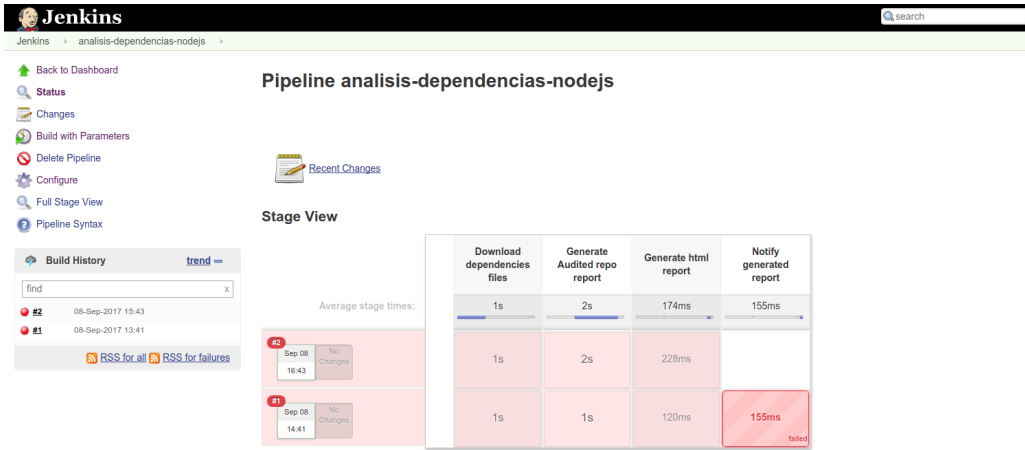 Jenkins
search
Jenkins
analisis-dependencias-nodejs
Back to Dashboard
Status
Changes
Build with Parameters
Delete Pipeline
Configure
Full Stage View
Pipeline Syntax
Build History
trend
find
x
#2
08-Sep-2017 15:43
#1
08-Sep-2017 13:41
RSS for all
RSS for failures
Pipeline analisis-dependencias-nodejs
Recent Changes
Stage View
Download
dependencies
files
Generate
Audited repo
report
Generate html
report
Notify
generated
report
Average stage times:
1s
2s
174ms
155ms
#2
Sep 08
16:43
No
Changes
1s
2s
228ms
#1
Sep 08
14:41
No
Changes
1s
1s
120ms
155ms
failed